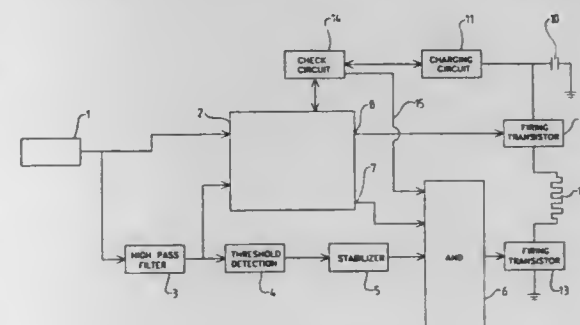 14
CHECK
CIRCUIT
11
CHARGING
CIRCUIT
10
1
2
15
8
FIRING
TRANSISTOR
7
HIGH PASS
FILTER
3
THRESHOLD
DETECTION
4
STABILIZER
5
AND
6
FIRING
TRANSISTOR
13